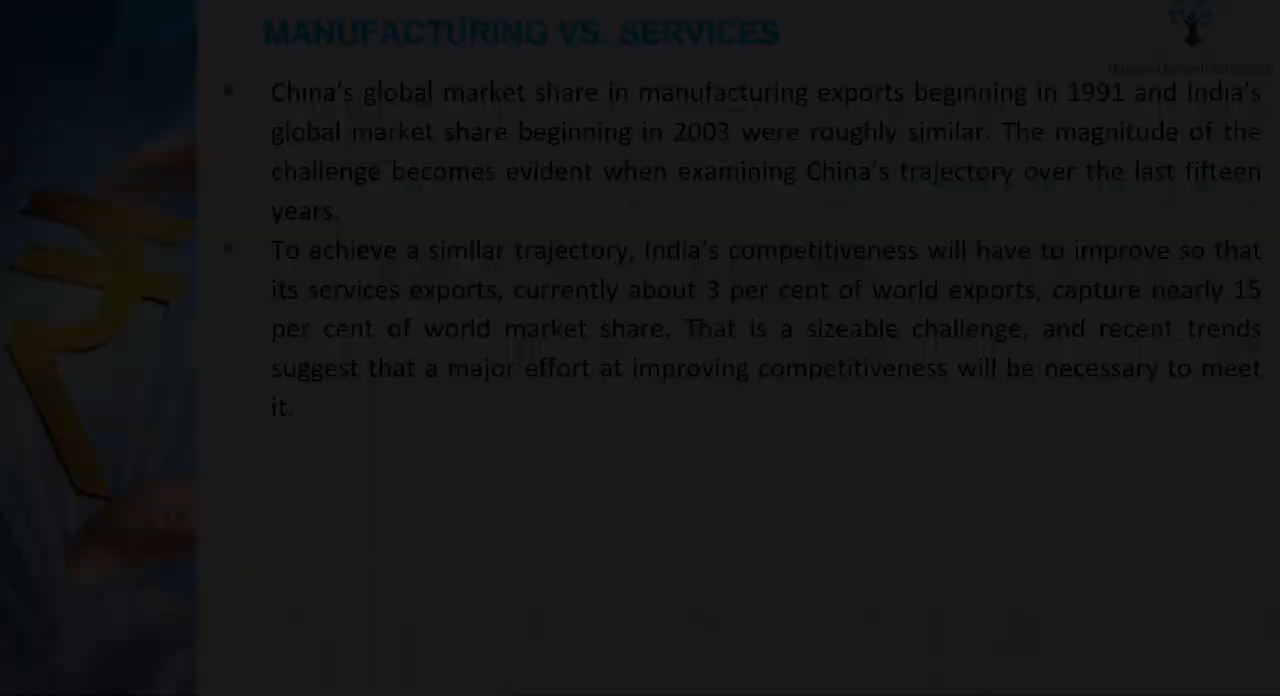 MANUFACTURING VS. SERVICES
• China's global market share in manufacturing exports beginning in 1991 and India's
global market share beginning in 2003 were roughly similar. The magnitude of the
challenge becomes evident when examining China's trajectory over the last fifteen
years.
• To achieve a similar trajectory, India's competitiveness will have to improve so that
its services exports, currently about 3 per cent of world exports, capture nearly 15
per cent of world market share. That is a sizeable challenge, and recent trends
suggest that a major effort at improving competitiveness will be necessary to meet
it.